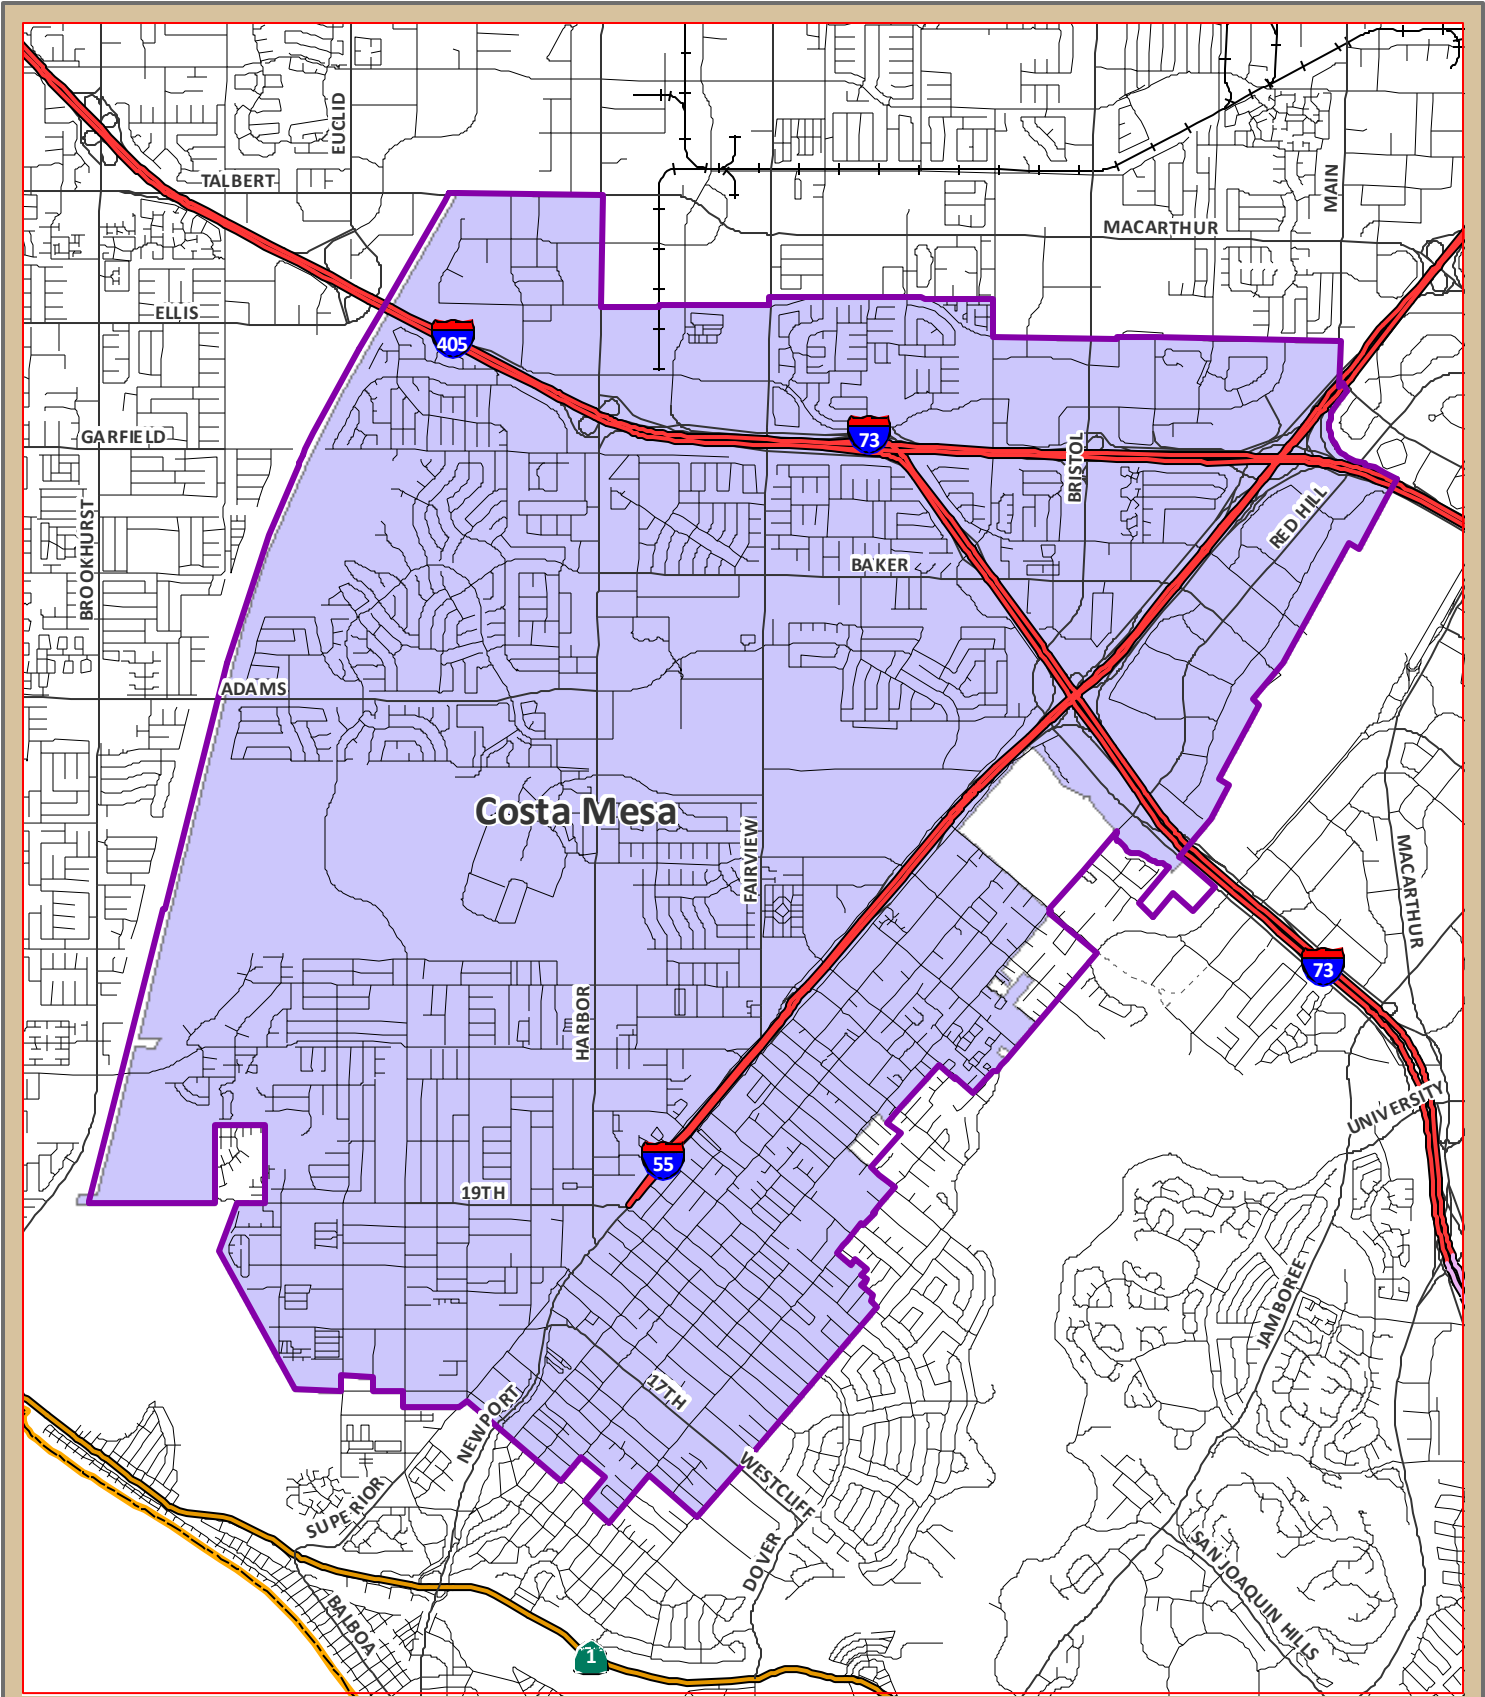 EUCLID
TALBERT
MAIN
MACARTHUR
ELLIS
405
GARFIELD
73
BRISTOL
BROOKHURST
RED HILL
BAKER
ADAMS
Costa Mesa
FAIRVIEW
MACARTHUR
73
HARBOR
UNIVERSITY
55
19TH
JAMBOREE
17TH
NEWPORT
WESTCLIFF
SUPERIOR
DOVER
SAN JOAQUIN HILLS
BALBOA
1